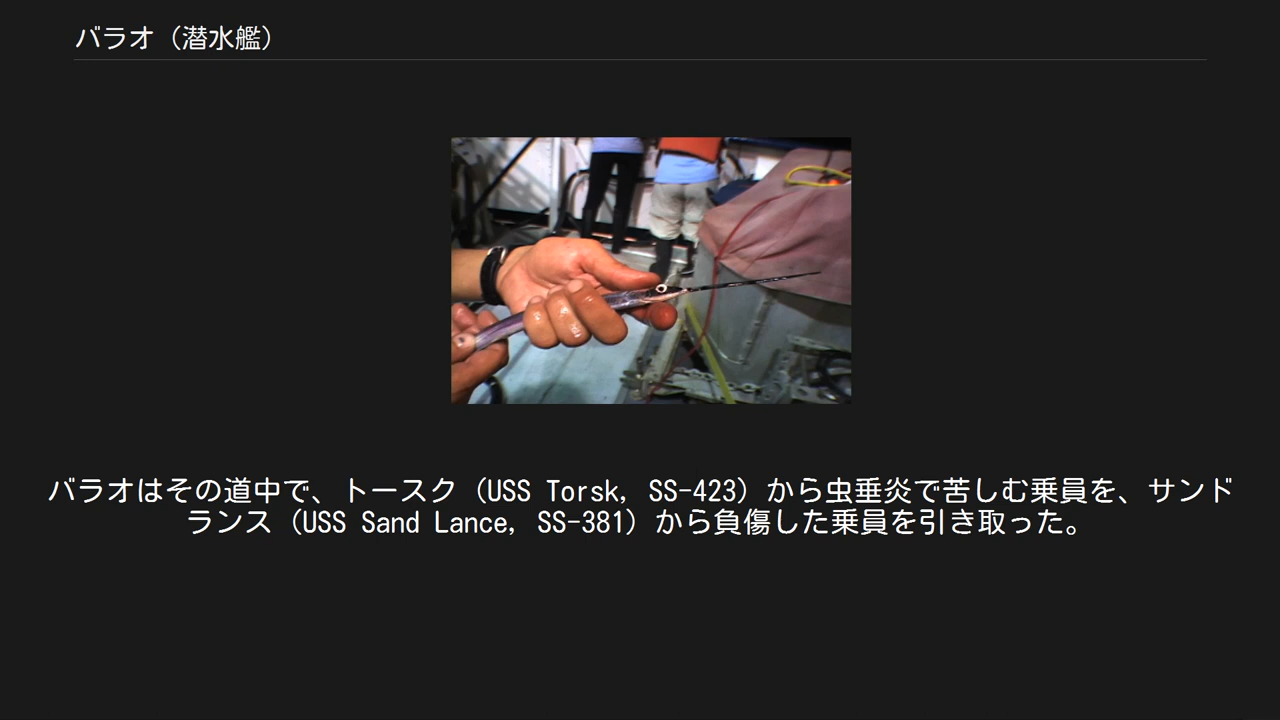 バラオ（潜水艦）
バラオはその道中で、トースク（USS Torsk, SS-423）から虫垂炎で苦しむ乗員を、サンド
ランス（USS Sand Lance, SS-381）から負傷した乗員を引き取った。